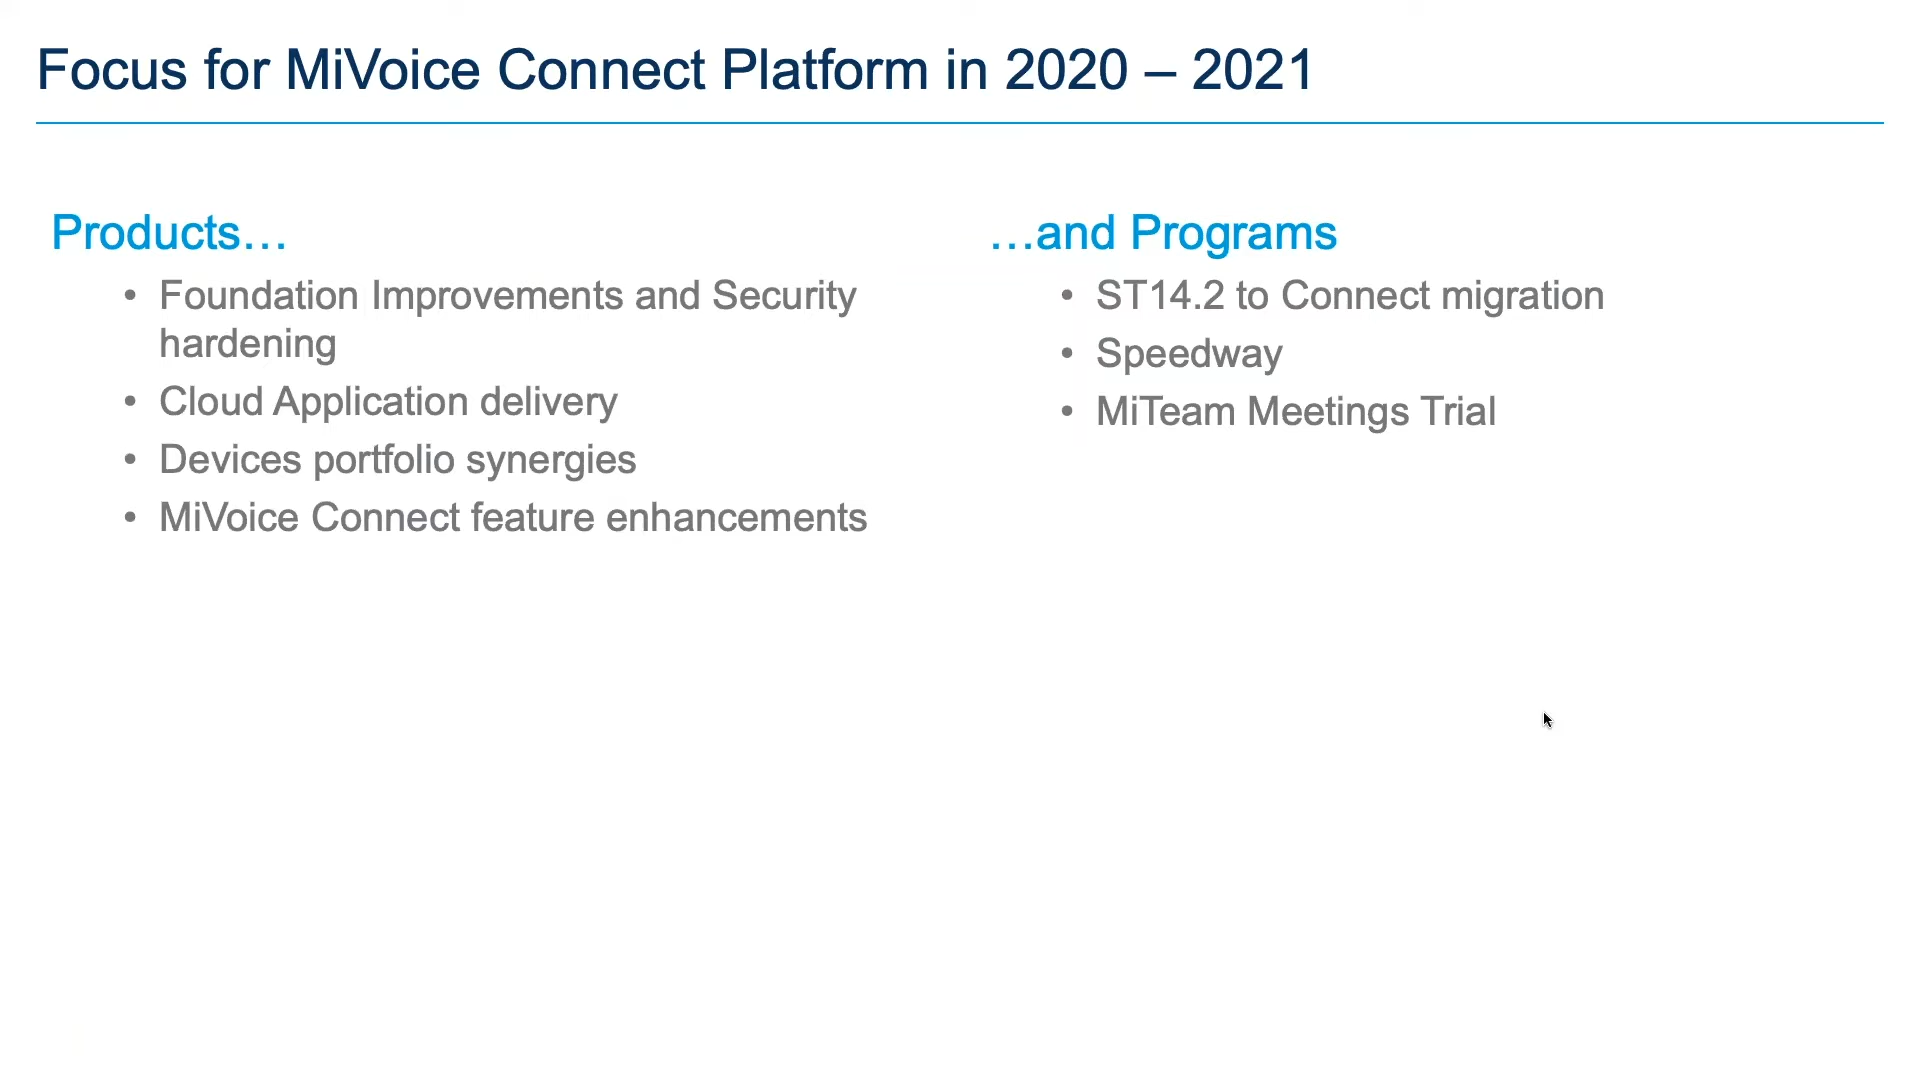 Focus for MiVoice Connect Platform in 2020 – 2021
Products…
• Foundation Improvements and Security
hardening
• Cloud Application delivery
• Devices portfolio synergies
• MiVoice Connect feature enhancements
…and Programs
• ST14.2 to Connect migration
• Speedway
• MiTeam Meetings Trial